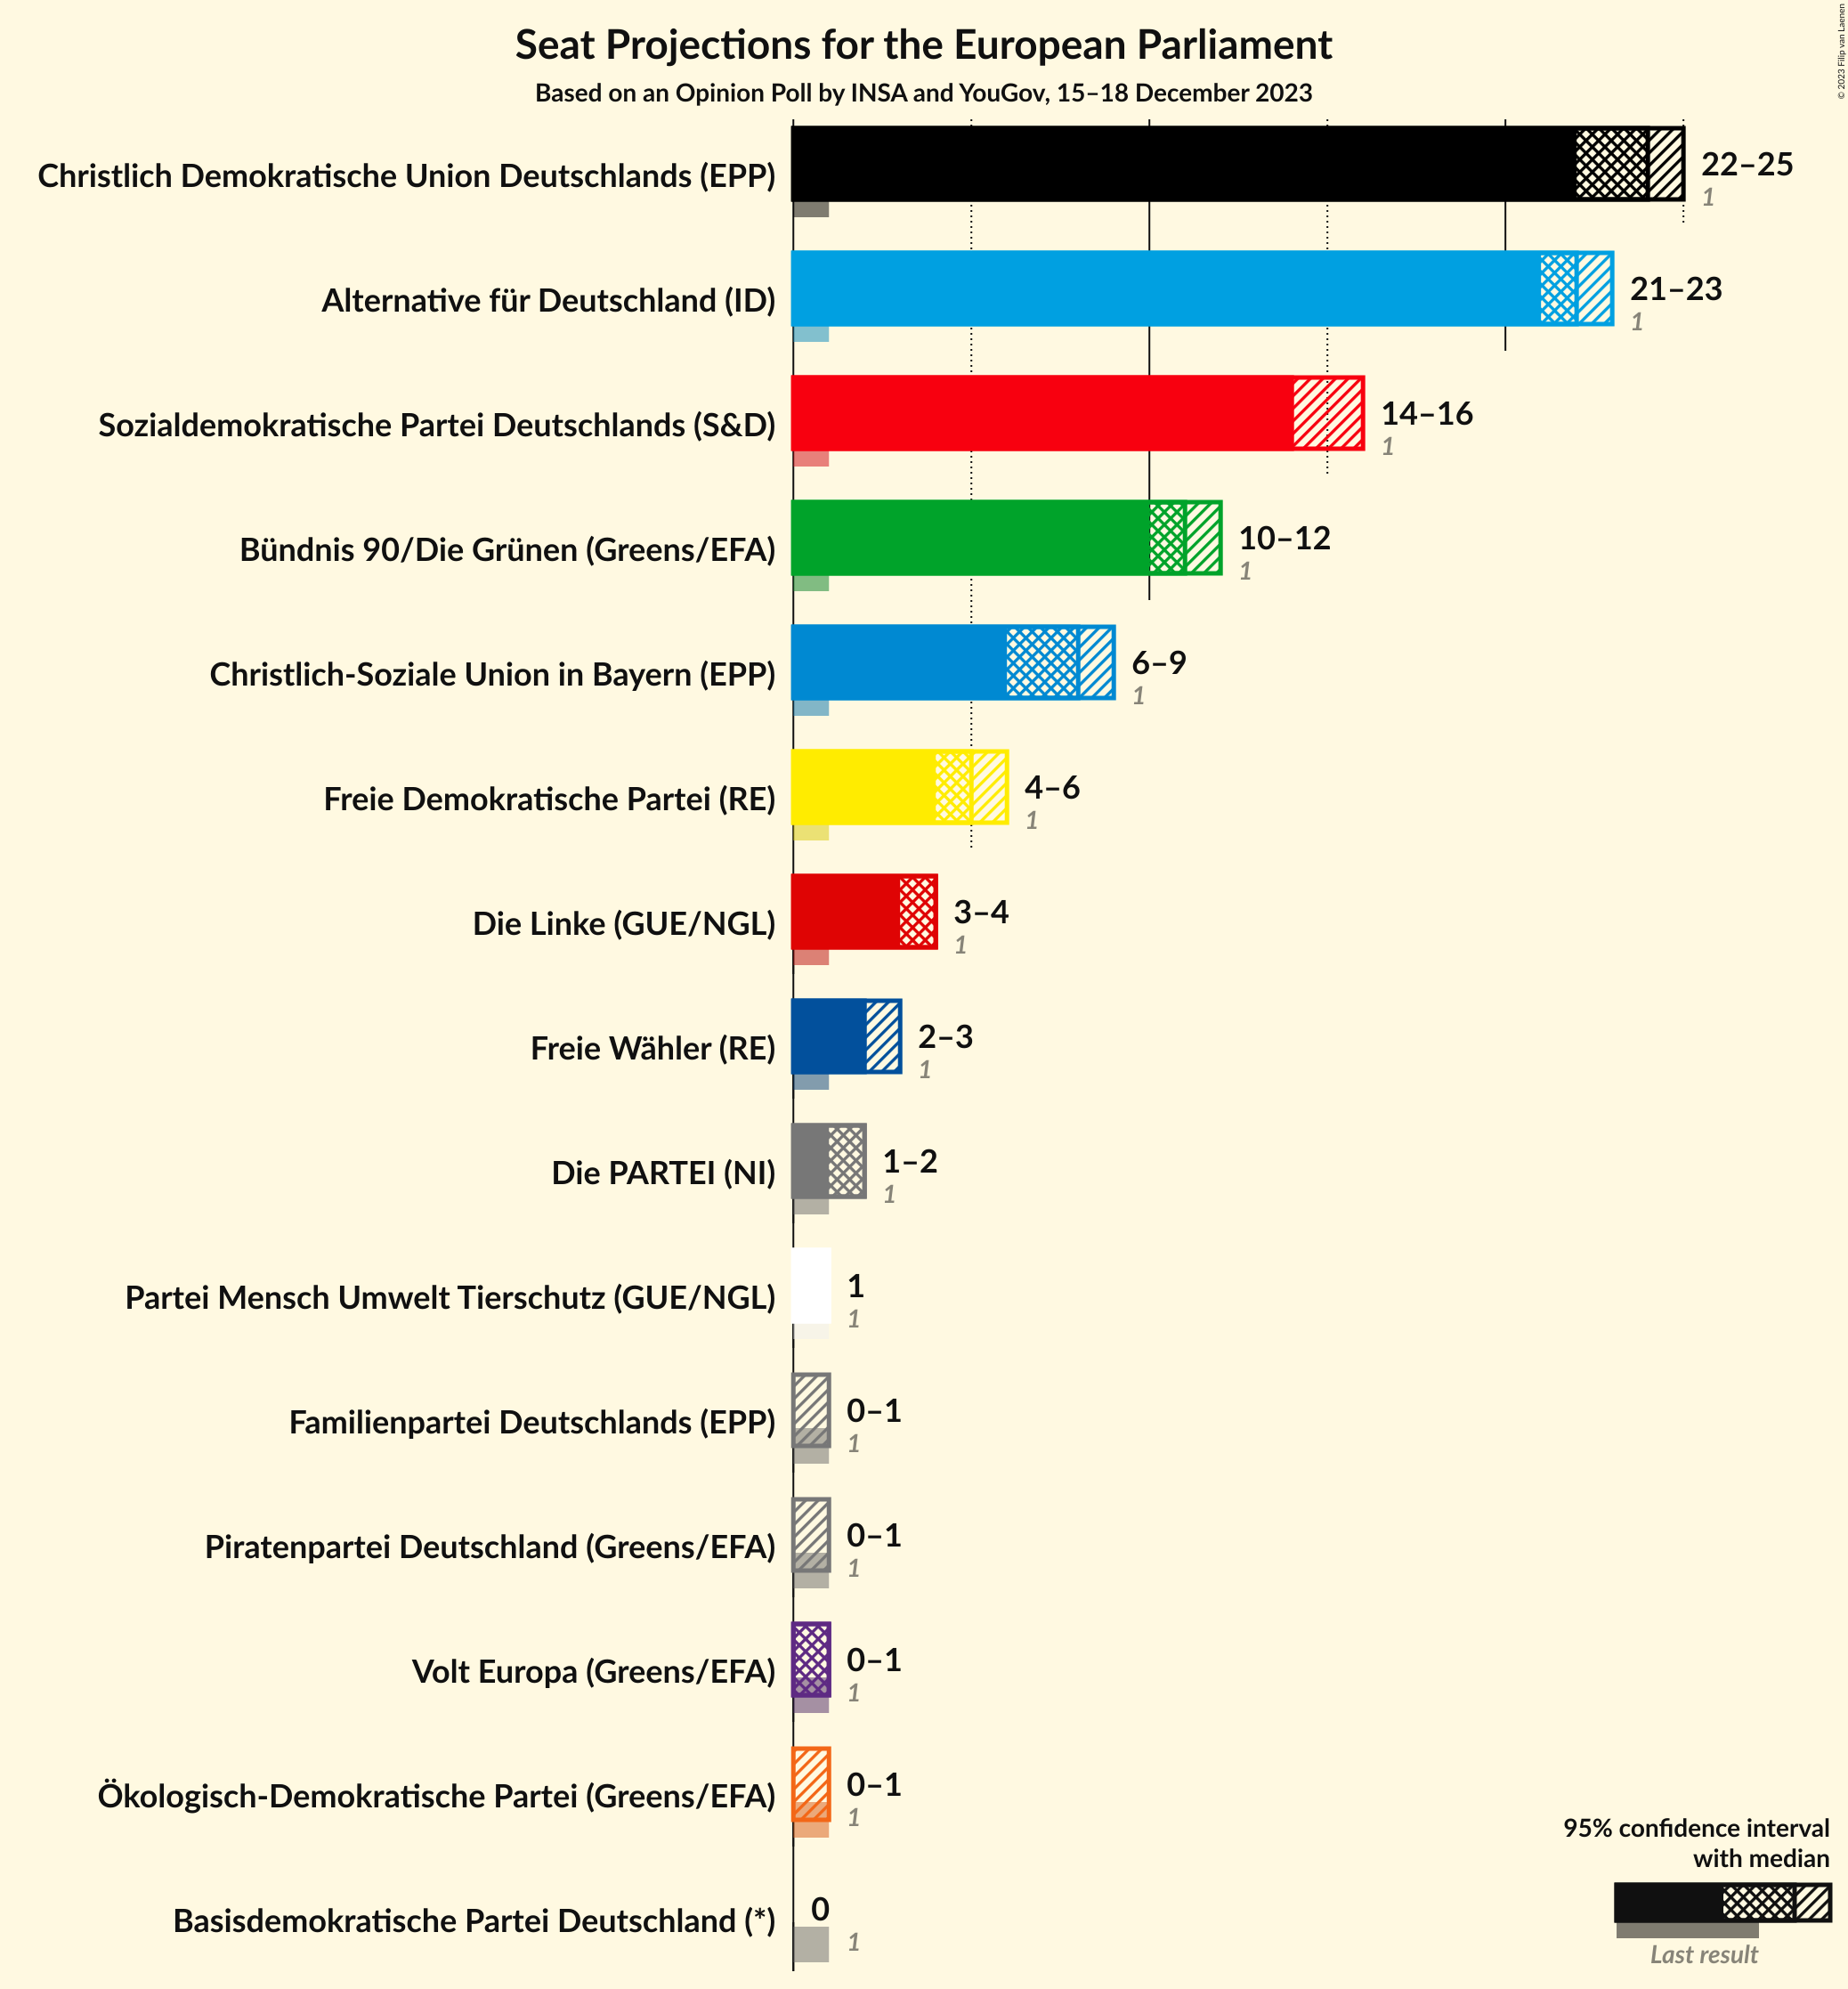 Seat Projections for the European Parliament
Based on an Opinion Poll by INSA and YouGov, 15–18 December 2023
© 2023 Filip van Laenen
Christlich Demokratische Union Deutschlands (EPP)
22–25
1
Alternative für Deutschland (ID)
21–23
1
Sozialdemokratische Partei Deutschlands (S&D)
14–16
1
Bündnis 90/Die Grünen (Greens/EFA)
10–12
1
Christlich-Soziale Union in Bayern (EPP)
6–9
1
Freie Demokratische Partei (RE)
4–6
1
Die Linke (GUE/NGL)
3–4
1
Freie Wähler (RE)
2–3
1
Die PARTEI (NI)
1–2
1
Partei Mensch Umwelt Tierschutz (GUE/NGL)
1
1
Familienpartei Deutschlands (EPP)
0–1
1
Piratenpartei Deutschland (Greens/EFA)
0–1
1
Volt Europa (Greens/EFA)
0–1
1
Ökologisch-Demokratische Partei (Greens/EFA)
0–1
1
Basisdemokratische Partei Deutschland (*)
0
1
95% confidence interval
with median
Last result